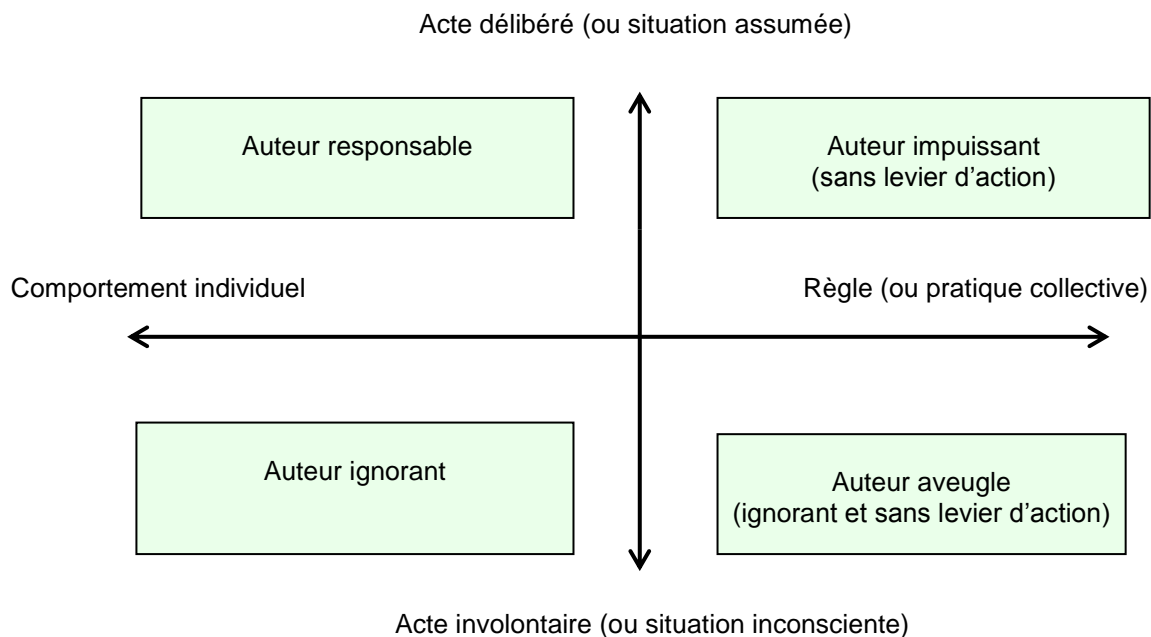 Acte délibéré (ou situation assumée)
Auteur responsable
Auteur impuissant
(sans levier d’action)
Comportement individuel
Règle (ou pratique collective)
Auteur ignorant
Auteur aveugle
(ignorant et sans levier d’action)
Acte involontaire (ou situation inconsciente)